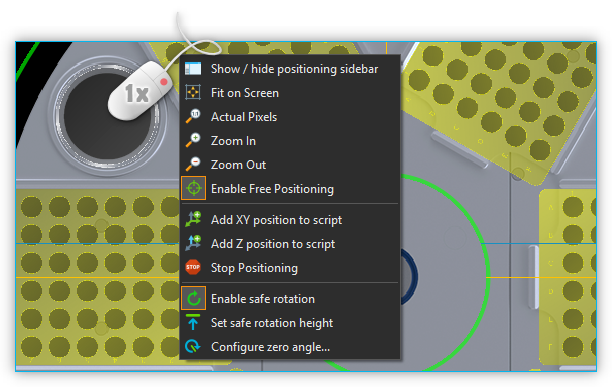 1x
Show / hide positioning sidebar
Fit on Screen
Actual Pixels
Zoom In
Zoom Out
Enable Free Positioning
Add XY position to script
Add Z position to script
STOP
Stop Positioning
Enable safe rotation
Set safe rotation height
Configure zero angle...